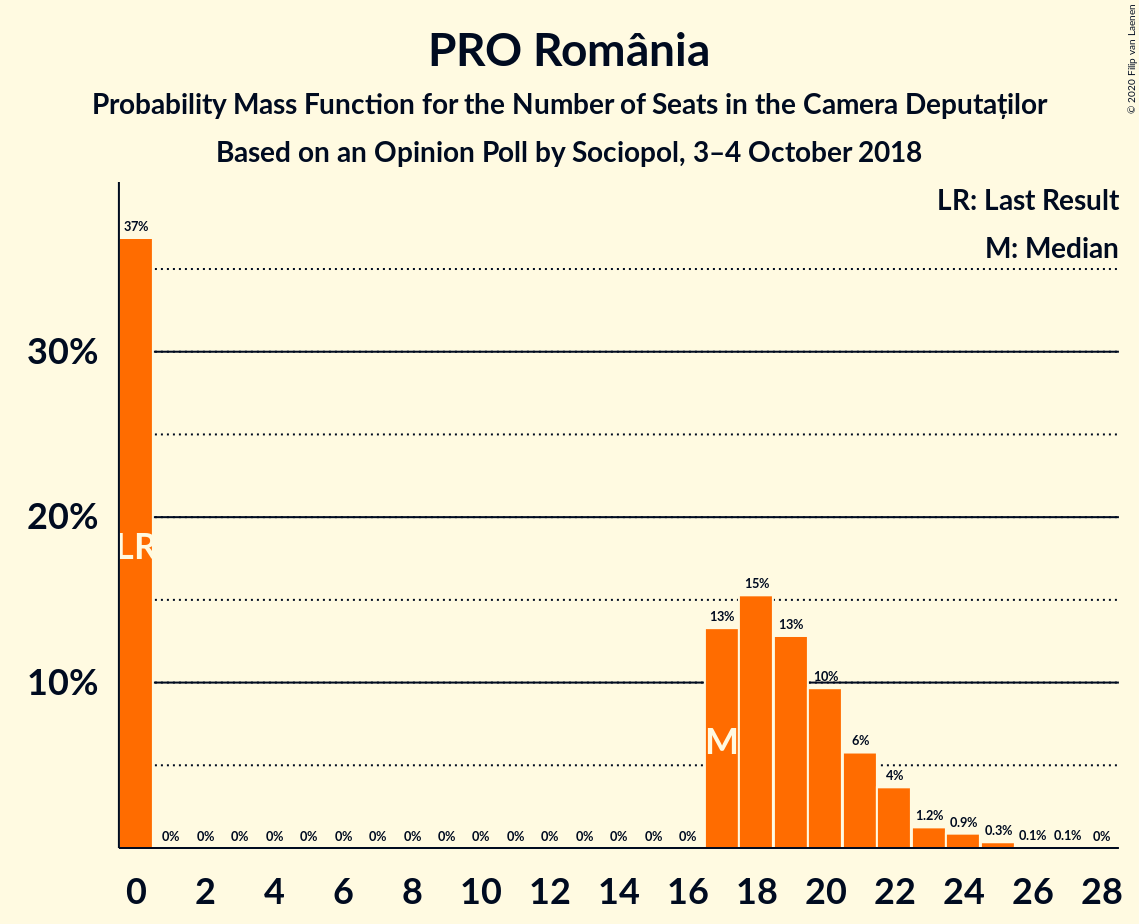 PRO România
Probability Mass Function for the Number of Seats in the Camera Deputaților
Based on an Opinion Poll by Sociopol, 3–4 October 2018
© 2020 Filip van Laenen
LR: Last Result
M: Median
37%
30%
20%
10%
LR
M
0% 0% 0% 0% 0% 0% 0% 0% 0% 0% 0% 0% 0% 0% 0% 0% 13% 15% 13% 10% 6% 4% 1.2% 0.9% 0.3% 0.1% 0.1% 0%
0 2 4 6 8 10 12 14 16 18 20 22 24 26 28